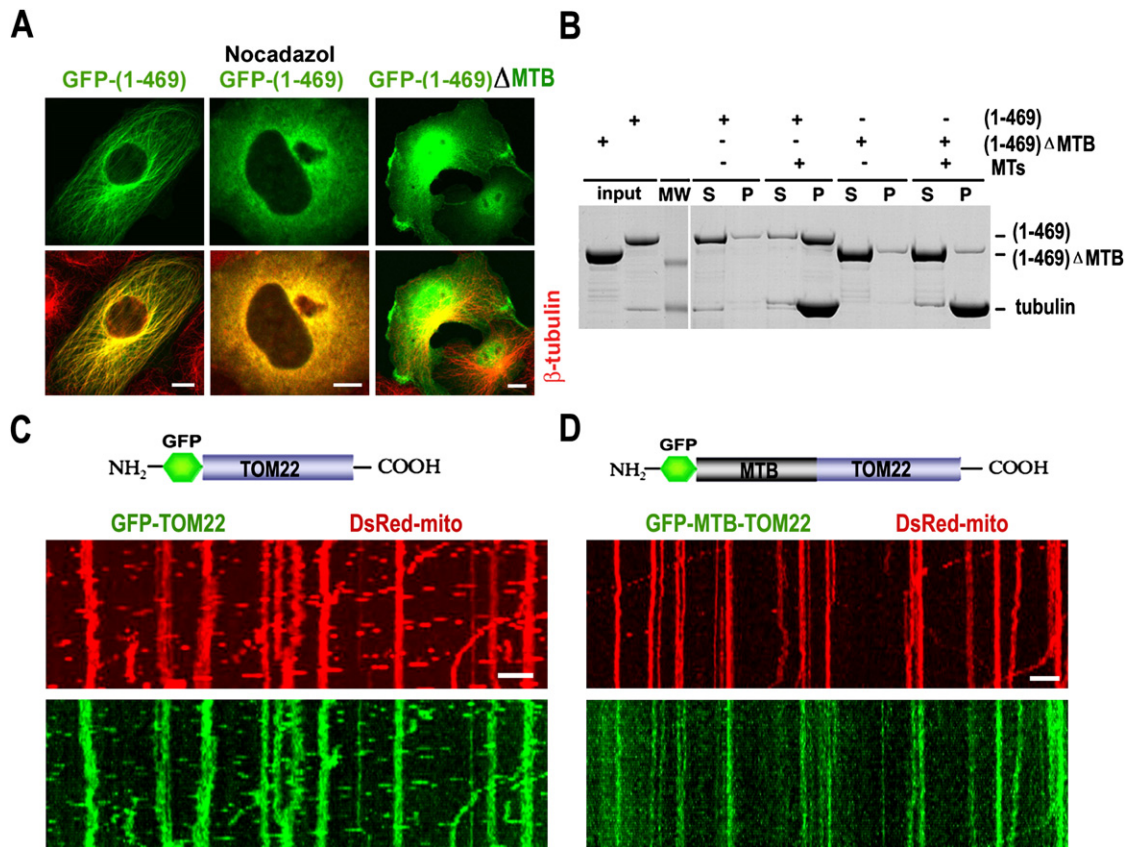 A
Nocadazol
GFP-(1-469) GFP-(1-469) GFP-(1-469)ΔMTB
β-tubulin
B
+ + + - - (1-469)
+ - - + + (1-469)ΔMTB
- + - + MTs
input MW S P S P S P S P
(1-469)
(1-469)ΔMTB
tubulin
C
GFP
NH2 TOM22 COOH
GFP-TOM22 DsRed-mito
D
GFP
NH2 MTB TOM22 COOH
GFP-MTB-TOM22 DsRed-mito